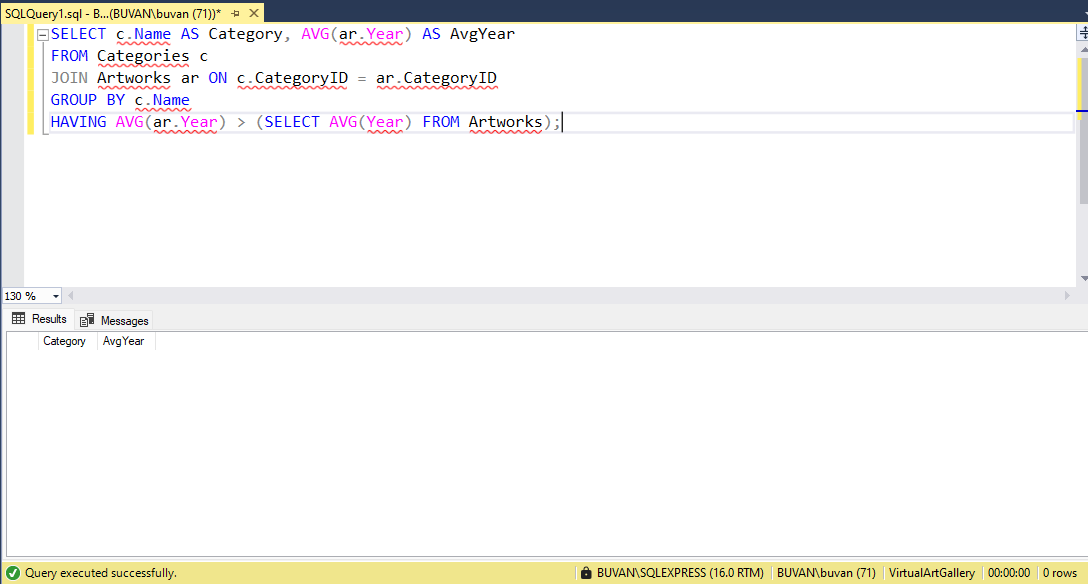 SQLQuery1.sql - B...(BUVAN\buvan (71))*
SELECT c.Name AS Category, AVG(ar.Year) AS AvgYear
FROM Categories c
JOIN Artworks ar ON c.CategoryID = ar.CategoryID
GROUP BY c.Name
HAVING AVG(ar.Year) > (SELECT AVG(Year) FROM Artworks);
130 %
Results Messages
Category AvgYear
Query executed successfully. BUVAN\SQLEXPRESS (16.0 RTM) BUVAN\buvan (71) VirtualArtGallery 00:00:00 0 rows